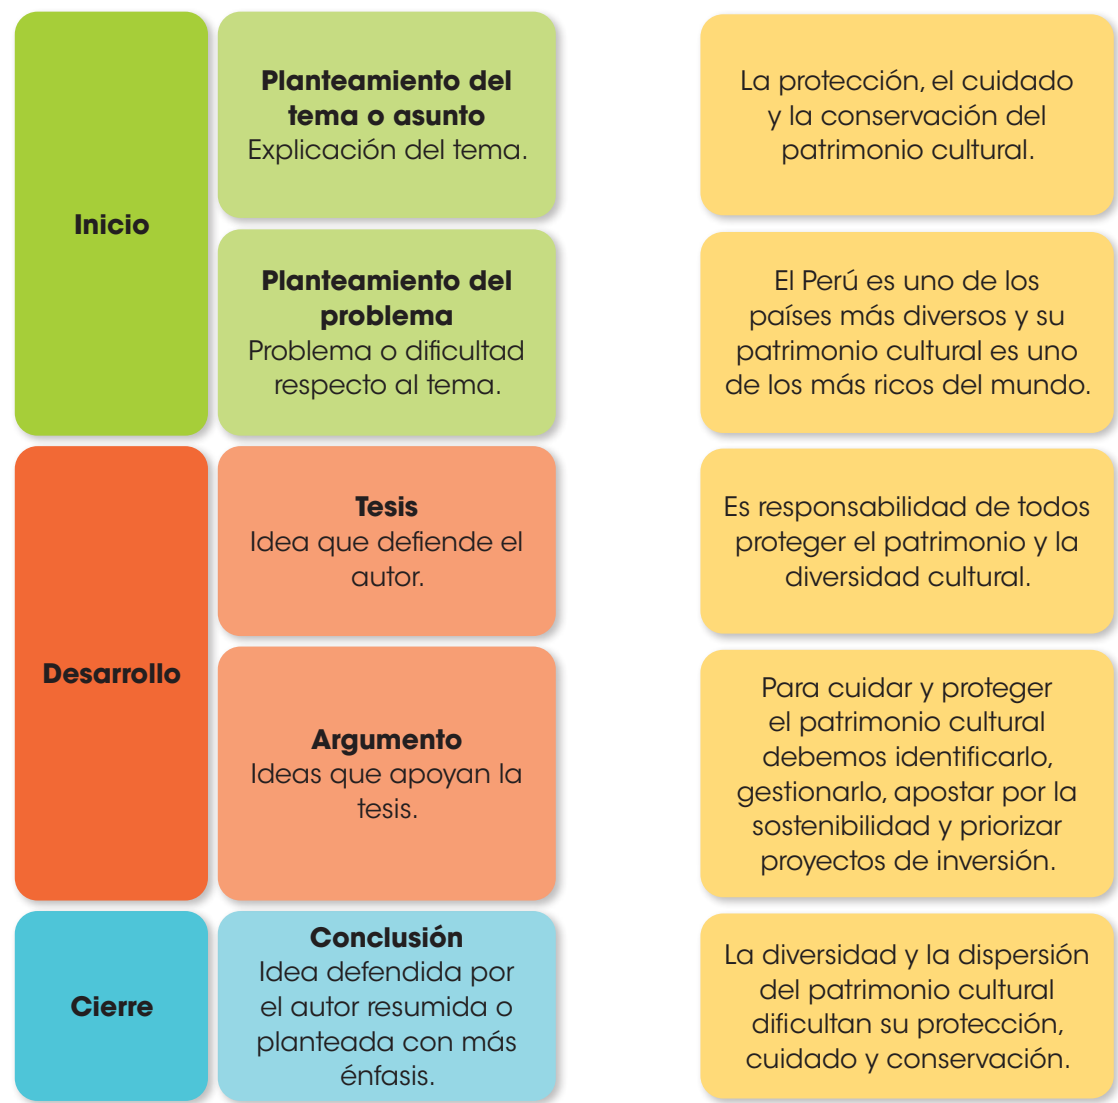 Inicio
Planteamiento del
tema o asunto
Explicación del tema.
La protección, el cuidado
y la conservación del
patrimonio cultural.
Planteamiento del
problema
Problema o dificultad
respecto al tema.
El Perú es uno de los
países más diversos y su
patrimonio cultural es uno
de los más ricos del mundo.
Desarrollo
Tesis
Idea que defiende el
autor.
Es responsabilidad de todos
proteger el patrimonio y la
diversidad cultural.
Argumento
Ideas que apoyan la
tesis.
Para cuidar y proteger
el patrimonio cultural
debemos identificarlo,
gestionarlo, apostar por la
sostenibilidad y priorizar
proyectos de inversión.
Cierre
Conclusión
Idea defendida por
el autor resumida o
planteada con más
énfasis.
La diversidad y la dispersión
del patrimonio cultural
dificultan su protección,
cuidado y conservación.